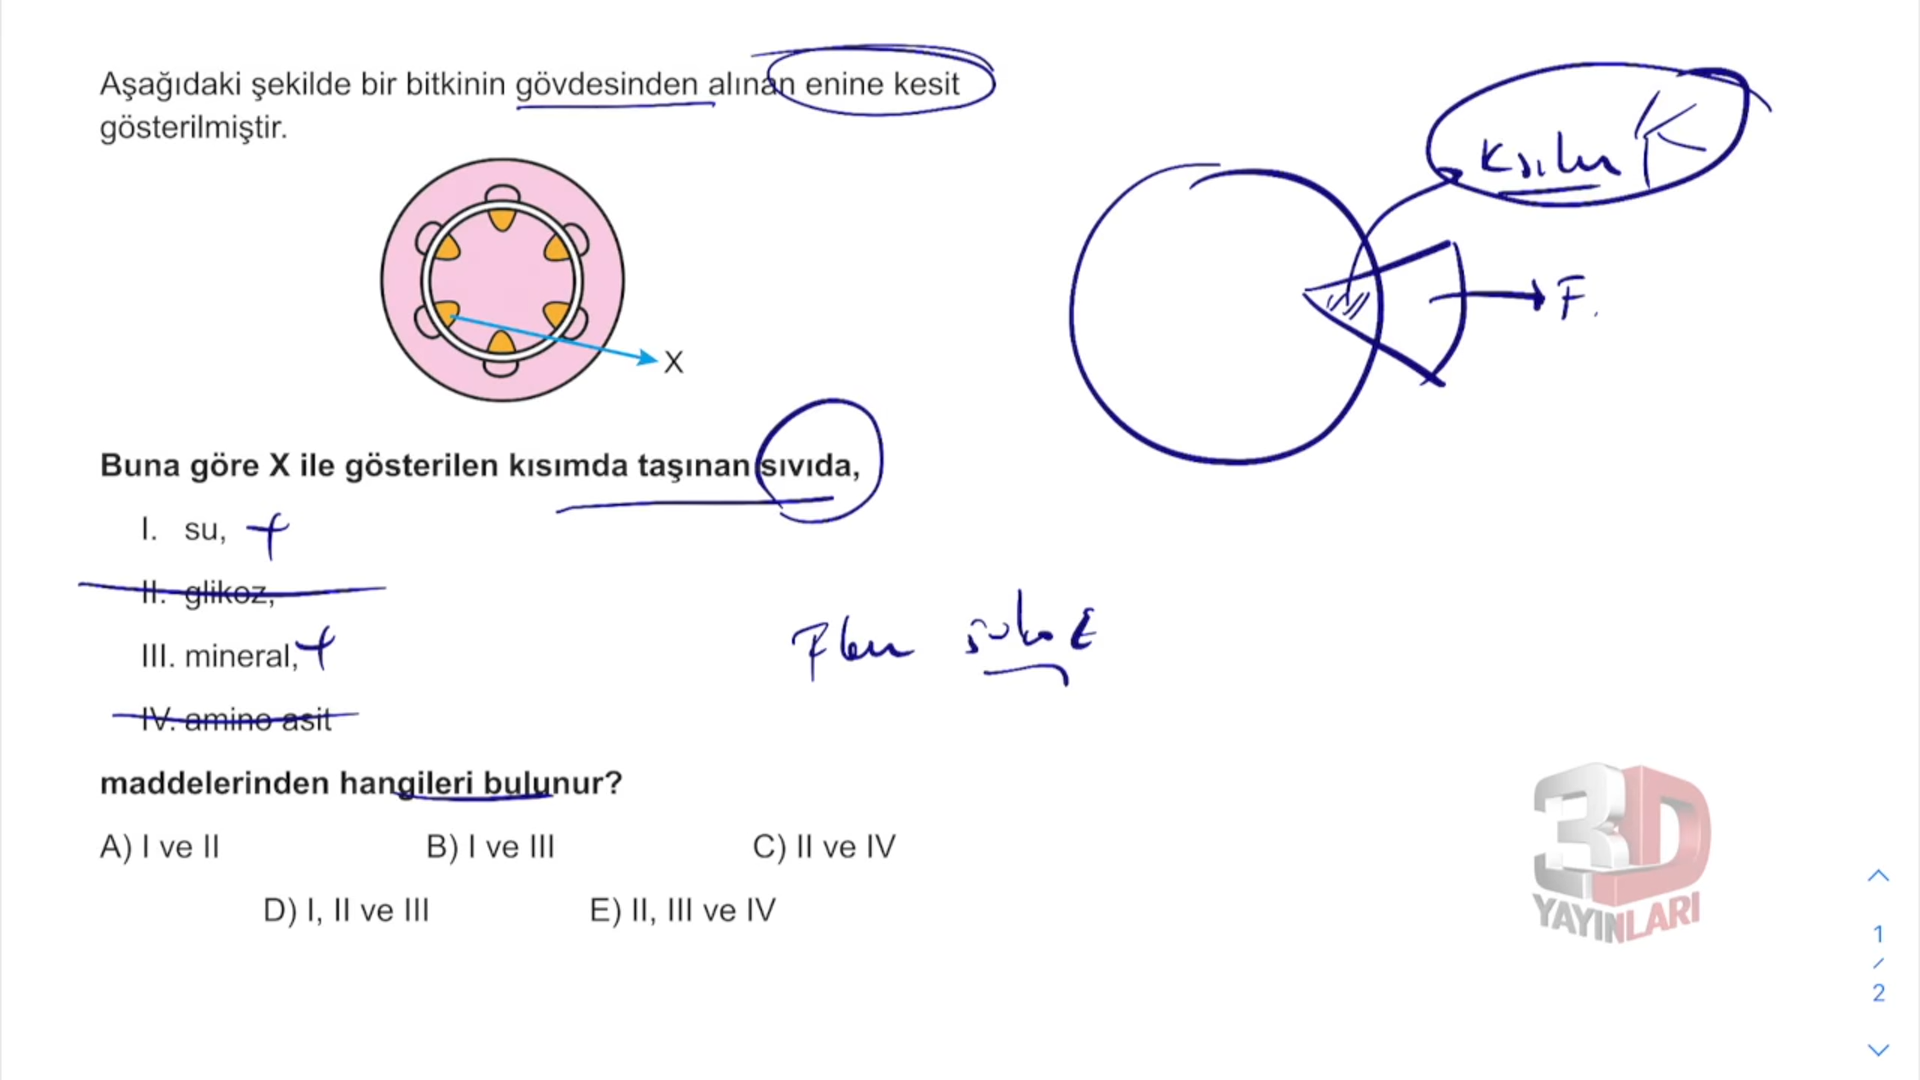 Aşağıdaki şekilde bir bitkinin gövdesinden alınan enine kesit
gösterilmiştir.
K
F.
X
Buna göre X ile gösterilen kısımda taşınan sıvıda,
I. su, +
II. glikoz,
III. mineral, +
IV. amino asit
maddelerinden hangileri bulunur?
A) I ve II
B) I ve III
C) II ve IV
D) I, II ve III
E) II, III ve IV
3D
YAYINLARI
1
/
2